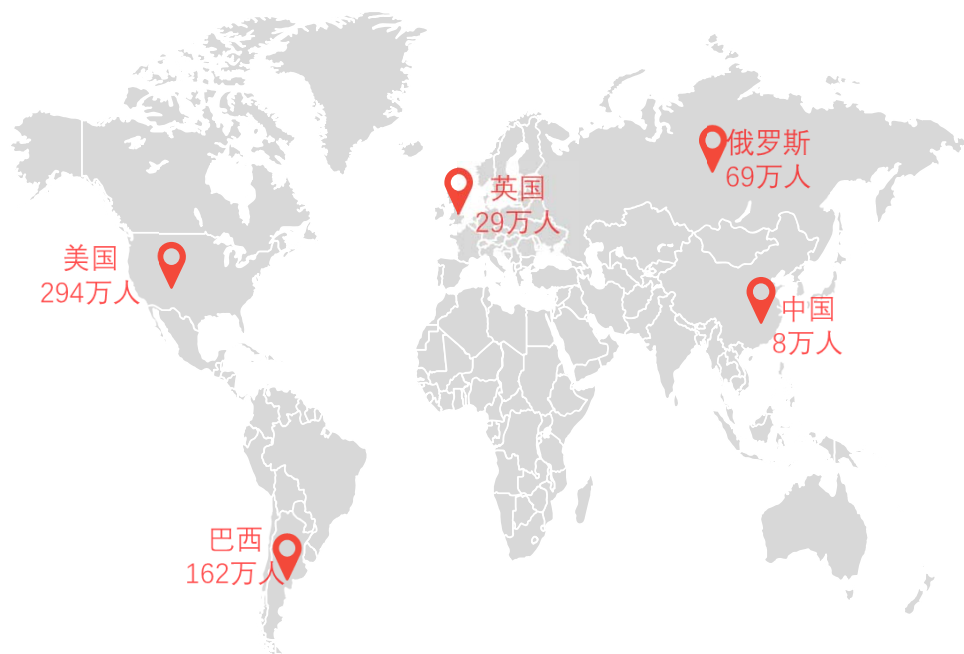 俄罗斯
69万人
英国
29万人
美国
294万人
中国
8万人
巴西
162万人